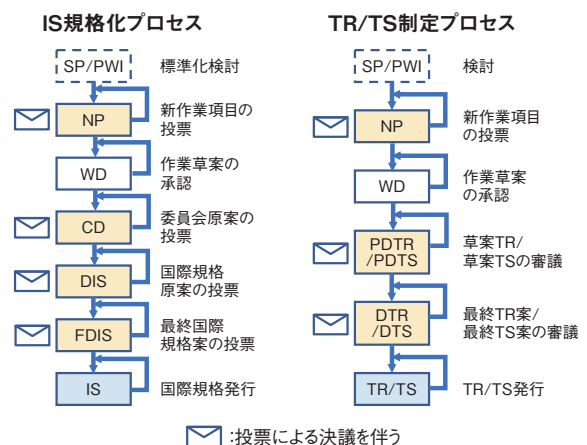 IS規格化プロセス
SP/PWI
標準化検討
NP
新作業項目の
投票
WD
作業草案の
承認
CD
委員会原案の
投票
DIS
国際規格
原案の投票
FDIS
最終国際
規格案の投票
IS
国際規格発行
TR/TS制定プロセス
SP/PWI
検討
NP
新作業項目
の投票
WD
作業草案
の承認
PDTR
/PDTS
草案TR/
草案TSの審議
DTR
/DTS
最終TR案/
最終TS案の審議
TR/TS
TR/TS発行
:投票による決議を伴う